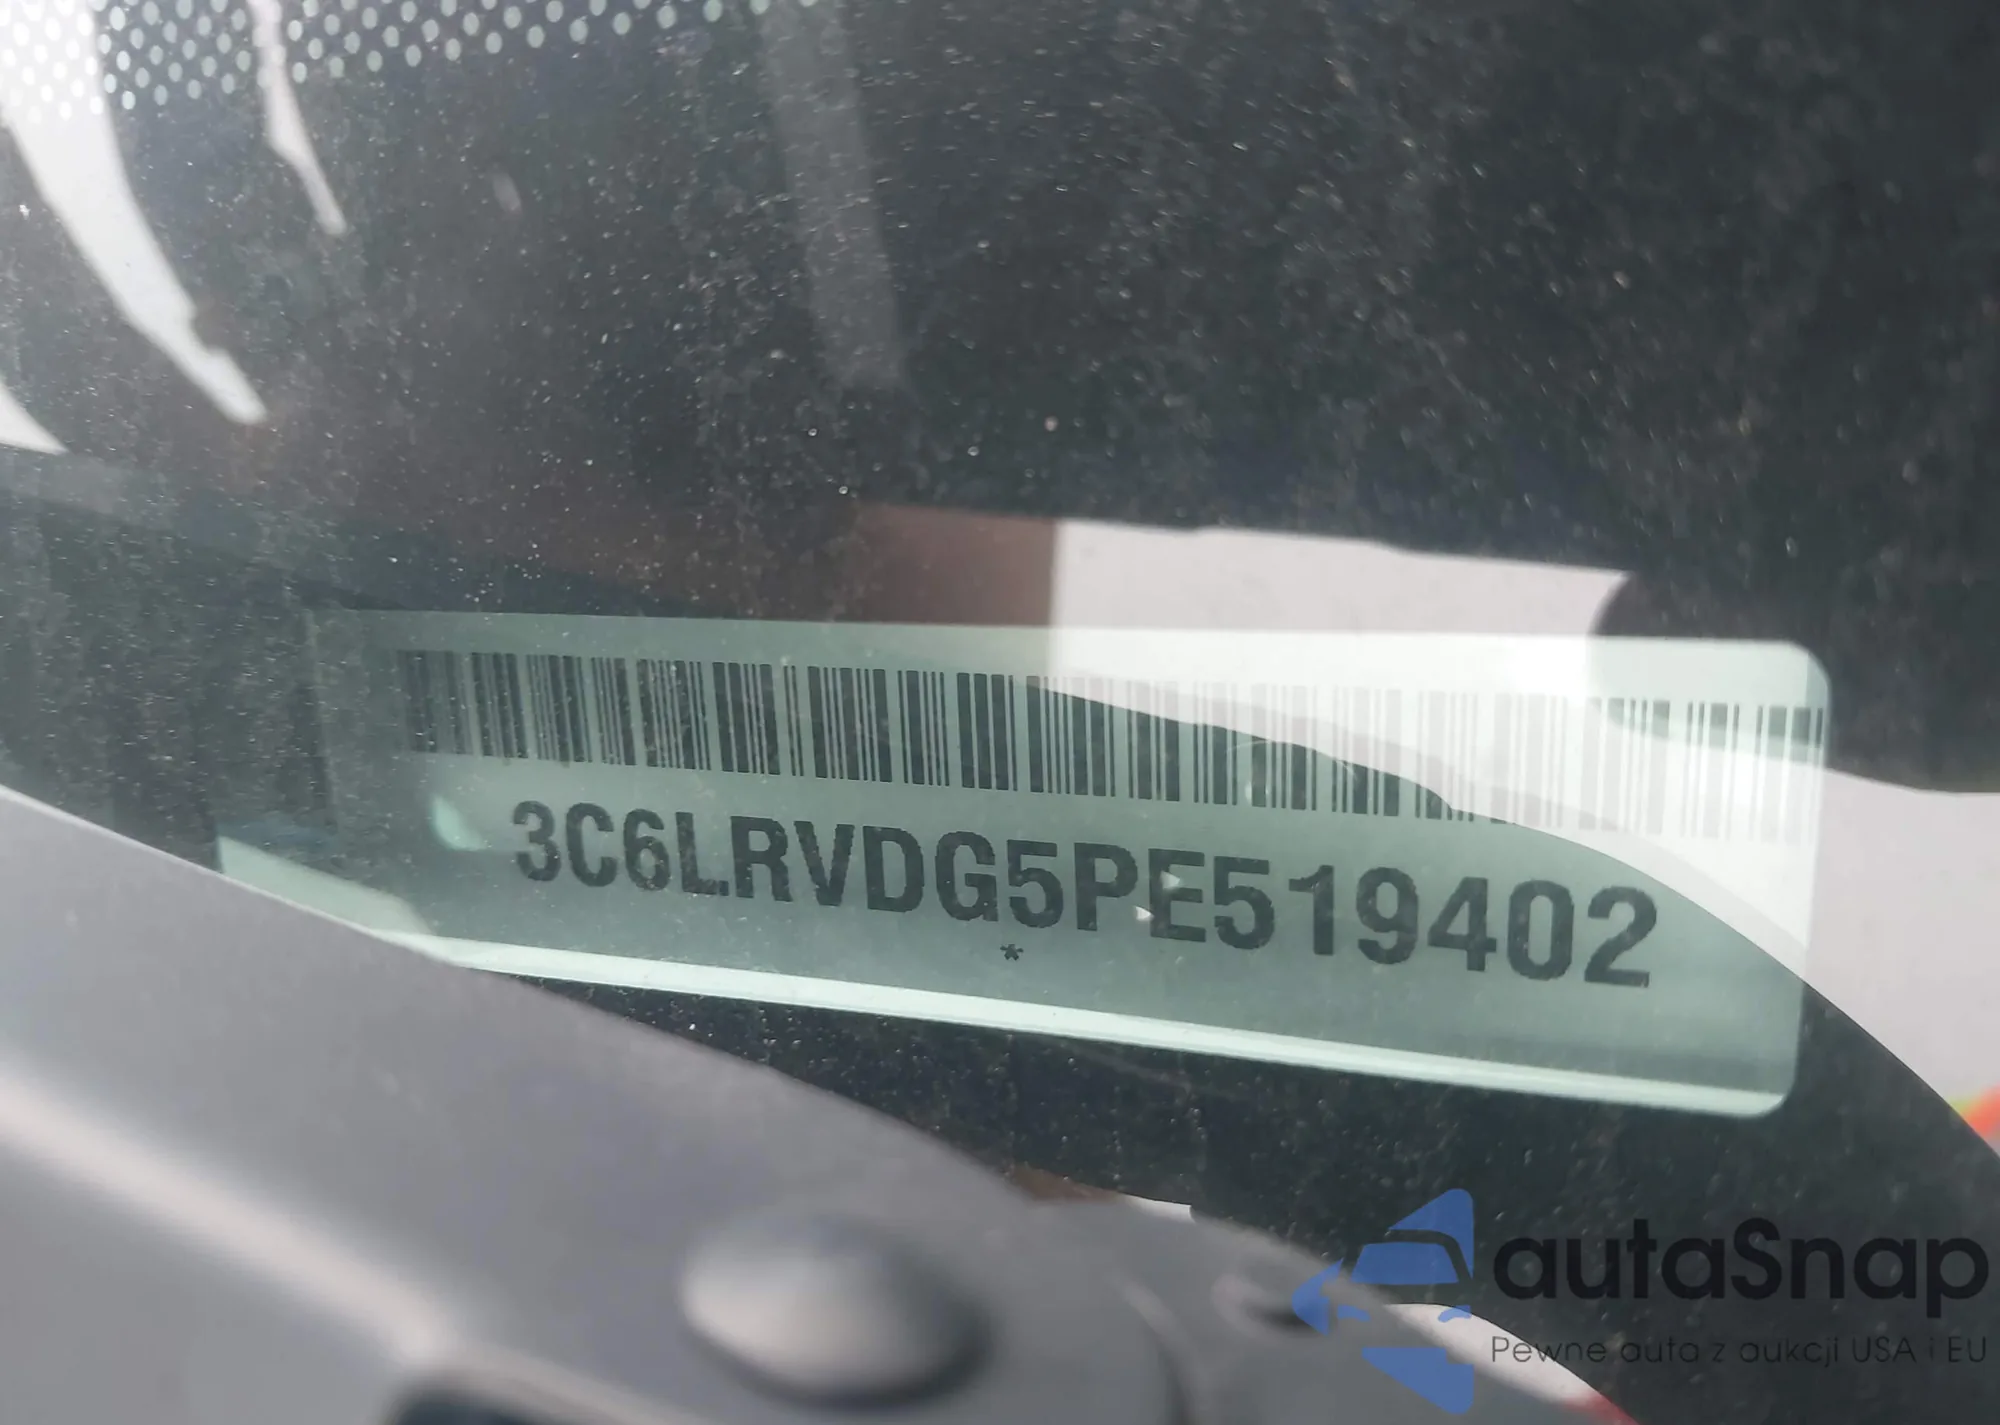 3C6LRVDG5PE519402
*
autaSnap
Pewne auta z aukcji USA i EU